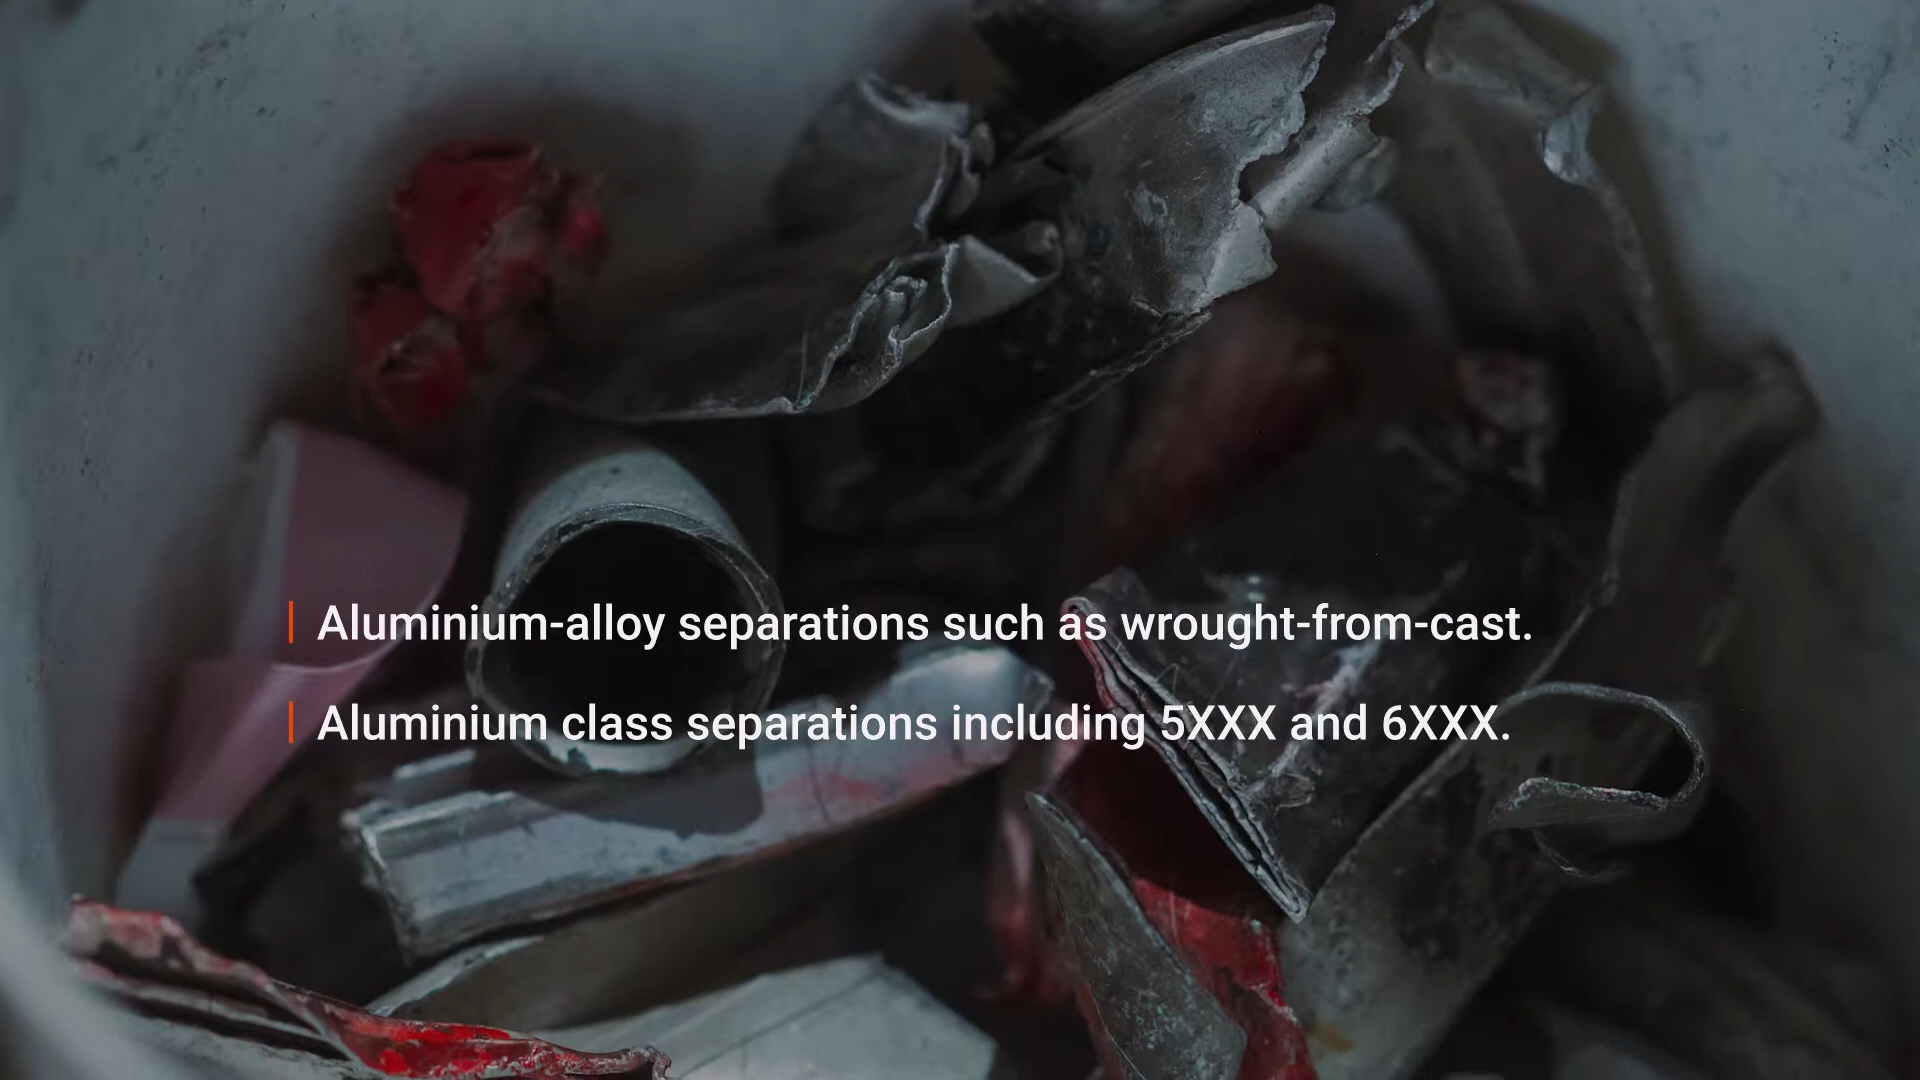 Aluminium-alloy separations such as wrought-from-cast.
Aluminium class separations including 5XXX and 6XXX.